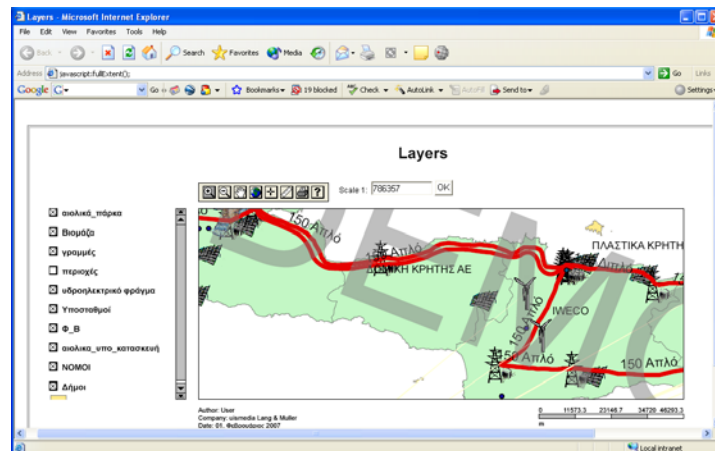 Layers - Microsoft Internet Explorer
File Edit View Favorites Tools Help
Back Search Favorites Media
Address javascript:fullExtent(); Go Links
Google G Go Bookmarks 19 blocked Check AutoLink AutoFill Send to Settings
Layers
Scale 1: 786357 OK
αιολικά_πάρκα
Βιομάζα
γραμμές
περιοχές
υδροηλεκτρικό φράγμα
Υποσταθμοί
Φ_Β
αιολικα_υπο_κατασκευή
ΝΟΜΟΙ
Δήμοι
DEMO
150 Απλό
150 Απλό
ΠΛΑΣΤΙΚΑ ΚΡΗΤΗ
ΚΡΗΤΗΣ ΑΕ
Διπλό
IWECO
150 Απλό
150 Απλό
150 Απλό
Author: User
Company: uismedia Lang & Muller
Date: 01. Φεβρουάριος 2007
0 11573.3 23146.7 34720 46293.3
m
Local intranet